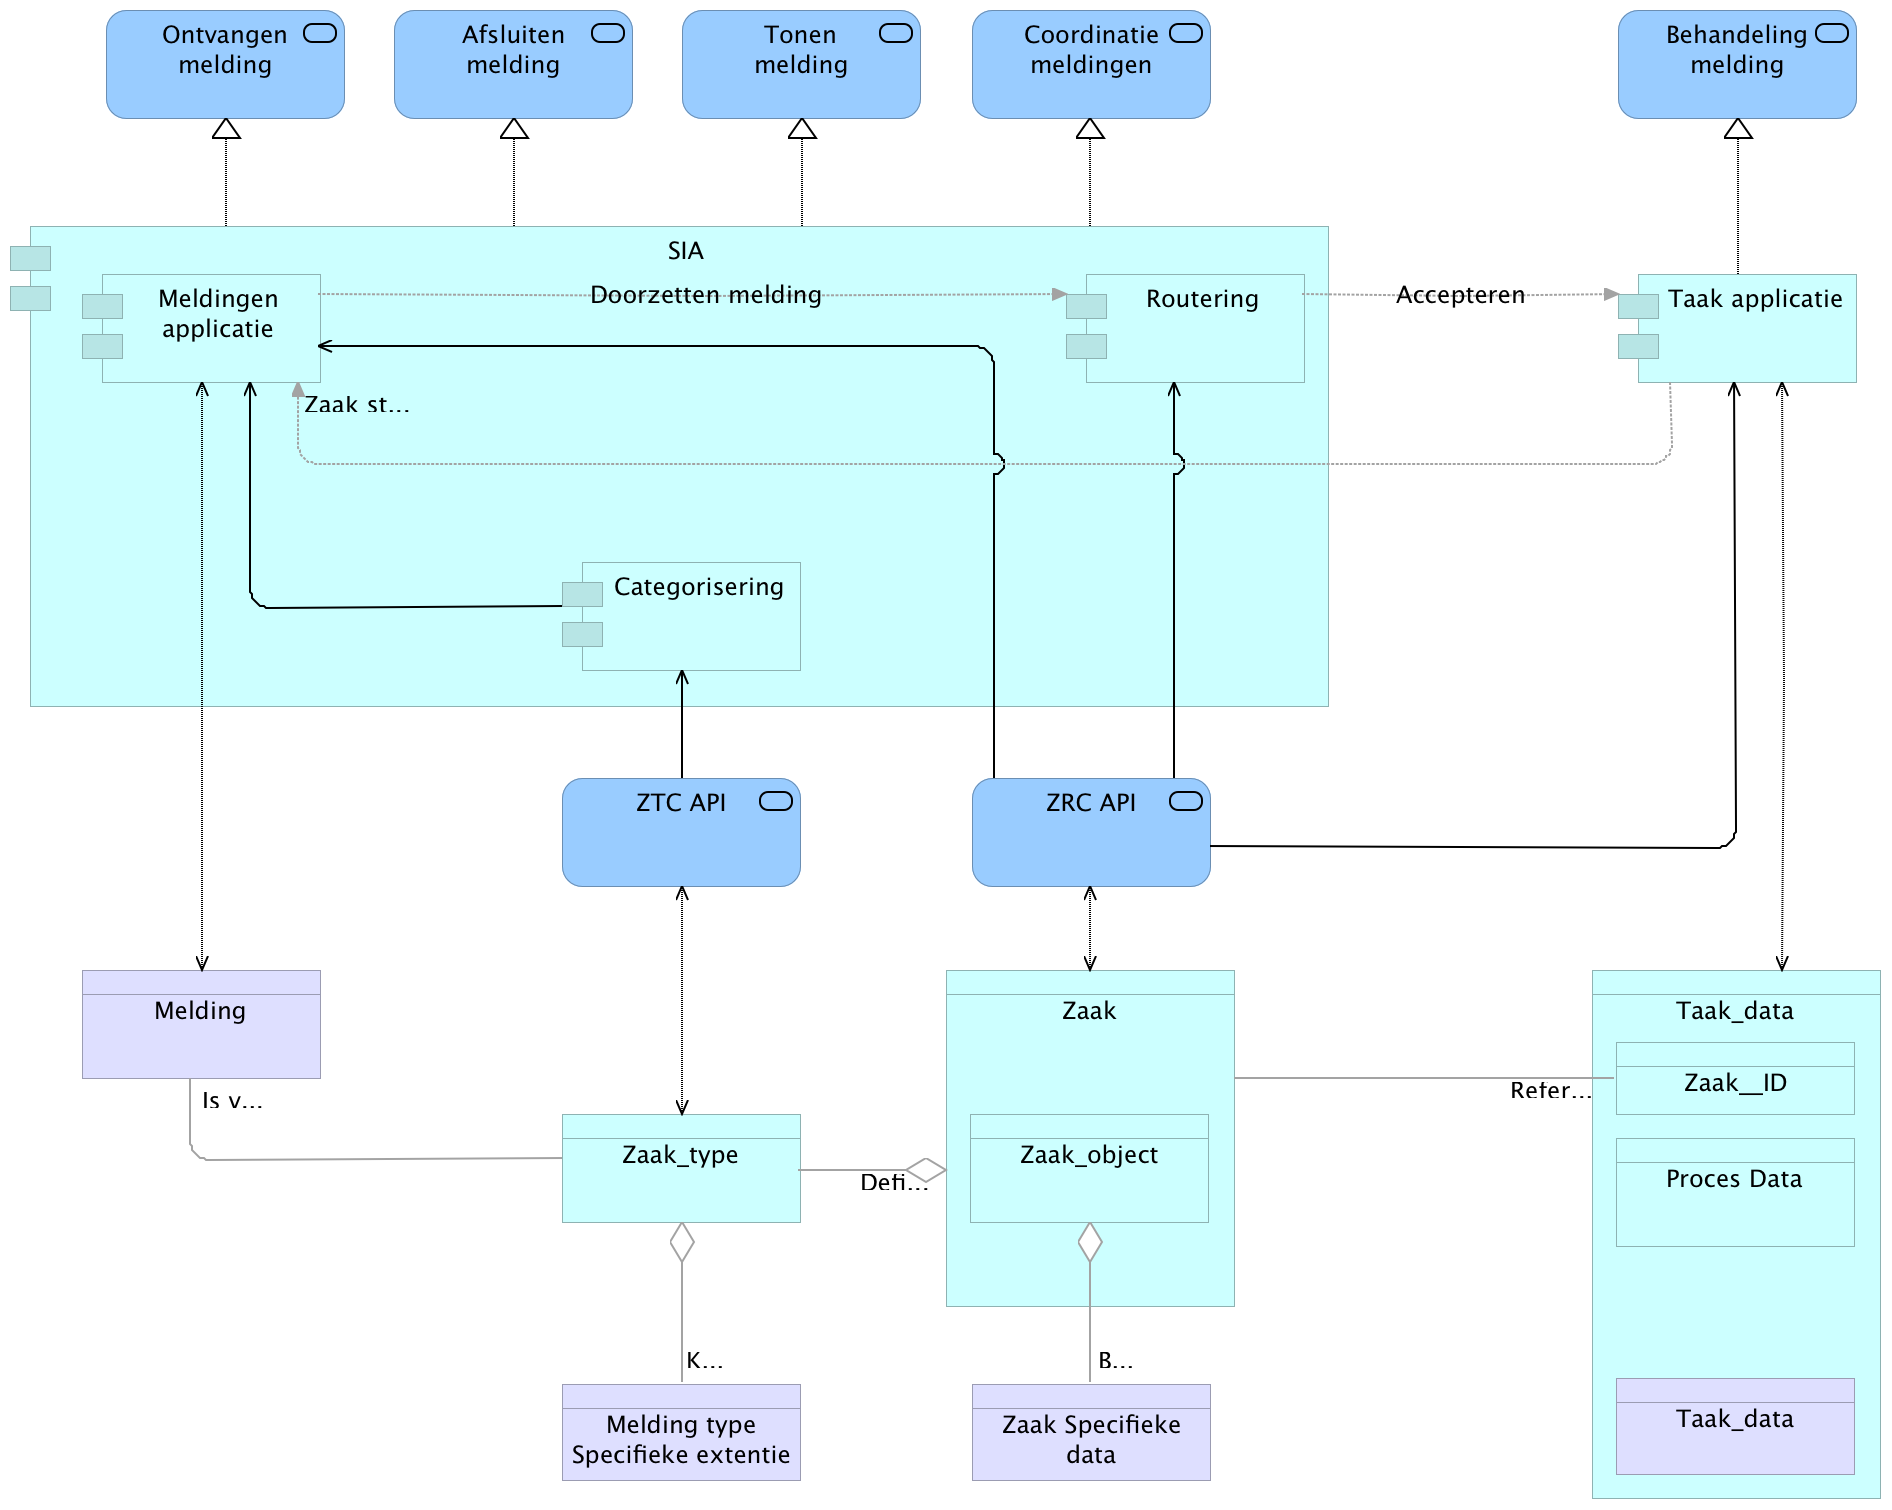 Ontvangen
melding
Afsluiten
melding
Tonen
melding
Coordinatie
meldingen
Behandeling
melding
SIA
Meldingen
applicatie
Doorzetten melding
Routering
Accepteren
Taak applicatie
Zaak st...
Categorisering
ZTC API
ZRC API
Melding
Zaak
Taak_data
Is v...
Refer...
Zaak__ID
Zaak_type
Defi...
Zaak_object
Proces Data
K...
B...
Melding type
Specifieke extentie
Zaak Specifieke
data
Taak_data